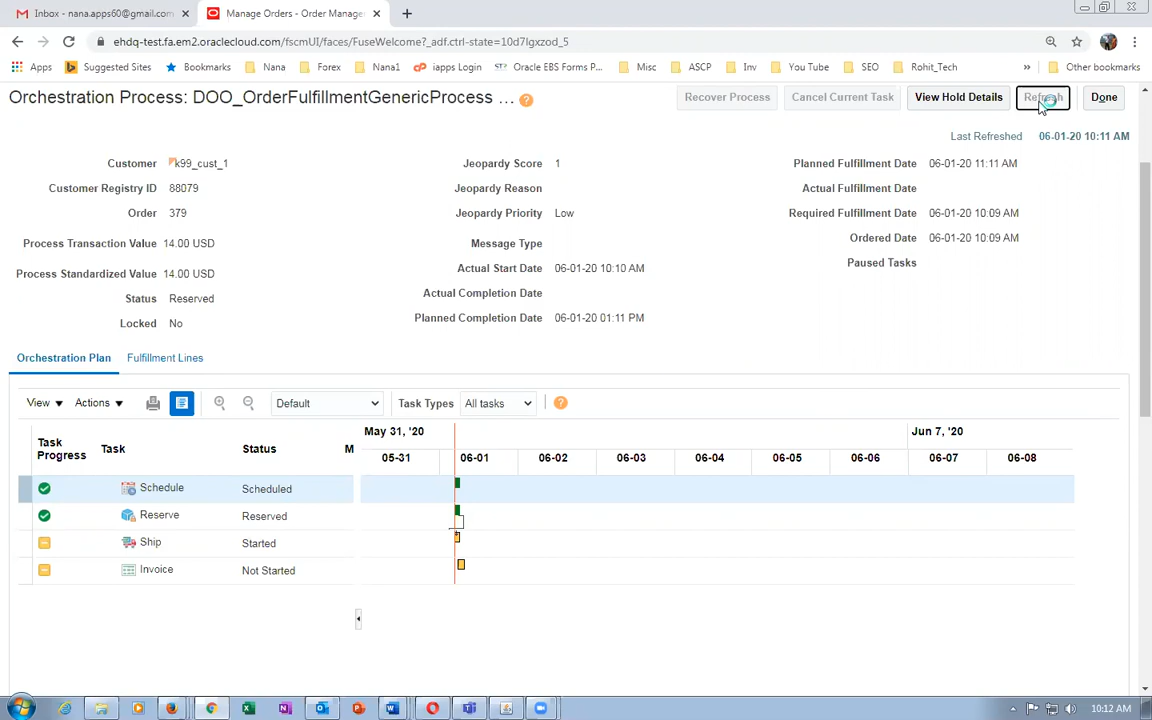 Inbox - nana.apps60@gmail.com
Manage Orders - Order Manage
ehdq-test.fa.em2.oraclecloud.com/fscmUI/faces/FuseWelcome?_adf.ctrl-state=10d7lgxzod_5
Apps Suggested Sites Bookmarks Nana Forex Nana1 iapps Login Oracle EBS Forms P... Misc ASCP Inv You Tube SEO Rohit_Tech » Other bookmarks
Orchestration Process: DOO_OrderFulfillmentGenericProcess ... Recover Process Cancel Current Task View Hold Details Refresh Done
Last Refreshed 06-01-20 10:11 AM
Customer k99_cust_1 Jeopardy Score 1 Planned Fulfillment Date 06-01-20 11:11 AM
Customer Registry ID 88079 Jeopardy Reason Actual Fulfillment Date
Order 379 Jeopardy Priority Low Required Fulfillment Date 06-01-20 10:09 AM
Process Transaction Value 14.00 USD Message Type Ordered Date 06-01-20 10:09 AM
Process Standardized Value 14.00 USD Actual Start Date 06-01-20 10:10 AM Paused Tasks
Status Reserved Actual Completion Date
Locked No Planned Completion Date 06-01-20 01:11 PM
Orchestration Plan Fulfillment Lines
View Actions Default Task Types All tasks
May 31, '20 Jun 7, '20
Task Progress Task Status M 05-31 06-01 06-02 06-03 06-04 06-05 06-06 06-07 06-08
Schedule Scheduled
Reserve Reserved
Ship Started
Invoice Not Started
10:12 AM